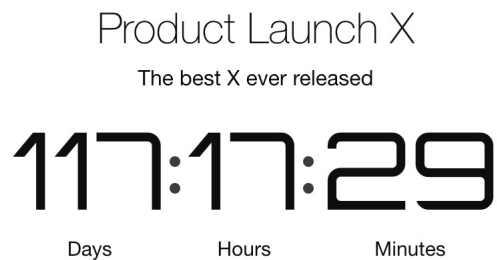 Product Launch X
The best X ever released
117:17:29
Days Hours Minutes